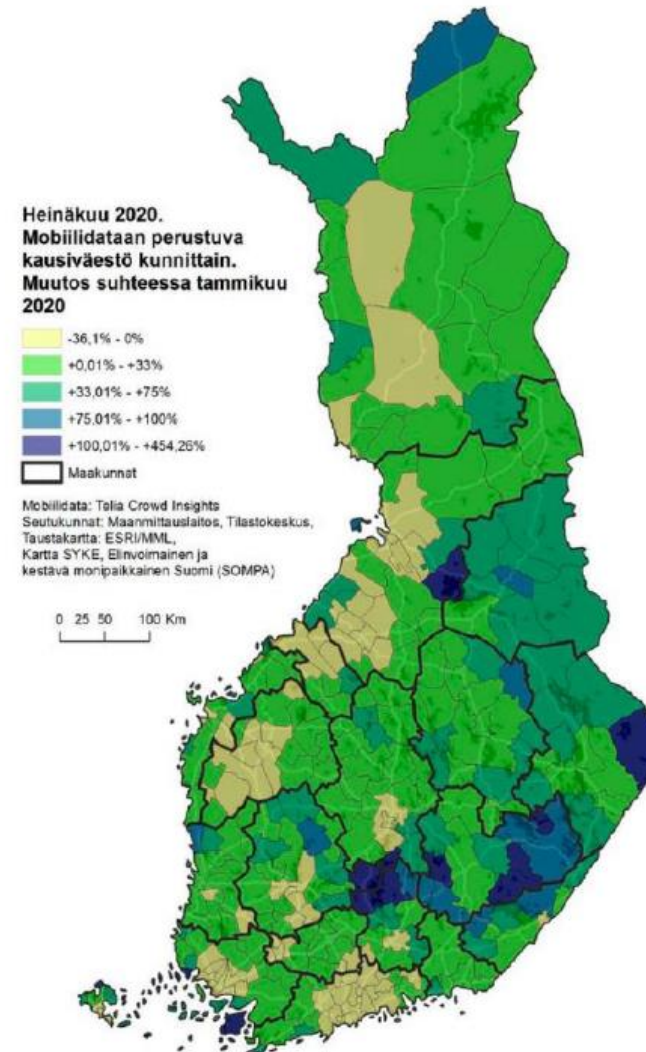 Heinäkuu 2020.
Mobiilidataan perustuva
kausiväestö kunnittain.
Muutos suhteessa tammikuu
2020
-36,1% - 0%
+0,01% - +33%
+33,01% - +75%
+75,01% - +100%
+100,01% - +454,26%
Maakunnat
Mobiilidata: Telia Crowd Insights
Seutukunnat: Maanmittauslaitos, Tilastokeskus,
Taustakartta: ESRI/MML,
Kartta SYKE, Elinvoimainen ja
kestävä monipaikkainen Suomi (SOMPA)
0 25 50 100 Km